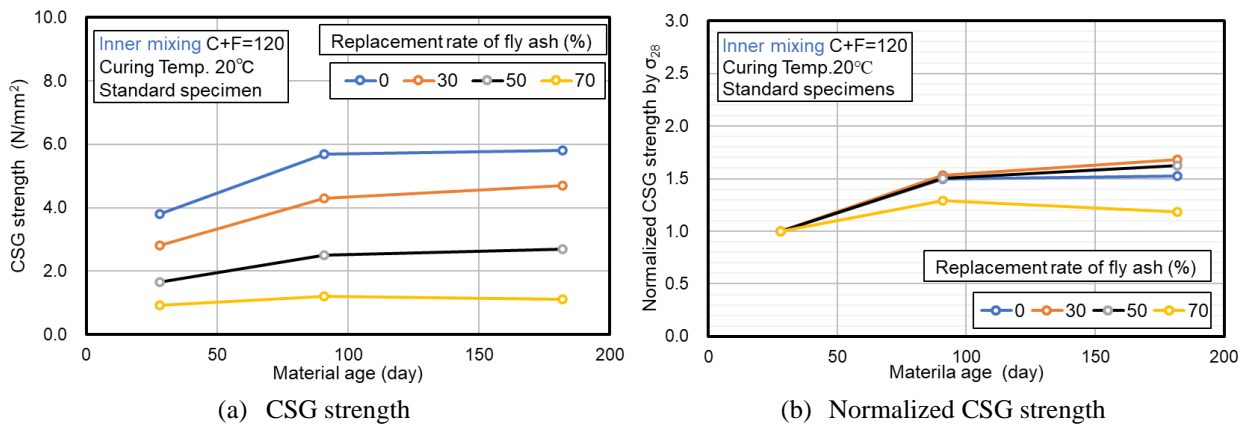 10.0
8.0
6.0
4.0
2.0
0.0
CSG strength (N/mm²)
Inner mixing C+F=120
Curing Temp. 20℃
Standard specimen
Replacement rate of fly ash (%)
0 30 50 70
0 50 100 150 200
Material age (day)
(a) CSG strength
3.0
2.5
2.0
1.5
1.0
0.5
0.0
Normalized CSG strength by σ₂₈
Inner mixing C+F=120
Curing Temp.20℃
Standard specimens
Replacement rate of fly ash (%)
0 30 50 70
0 50 100 150 200
Materila age (day)
(b) Normalized CSG strength